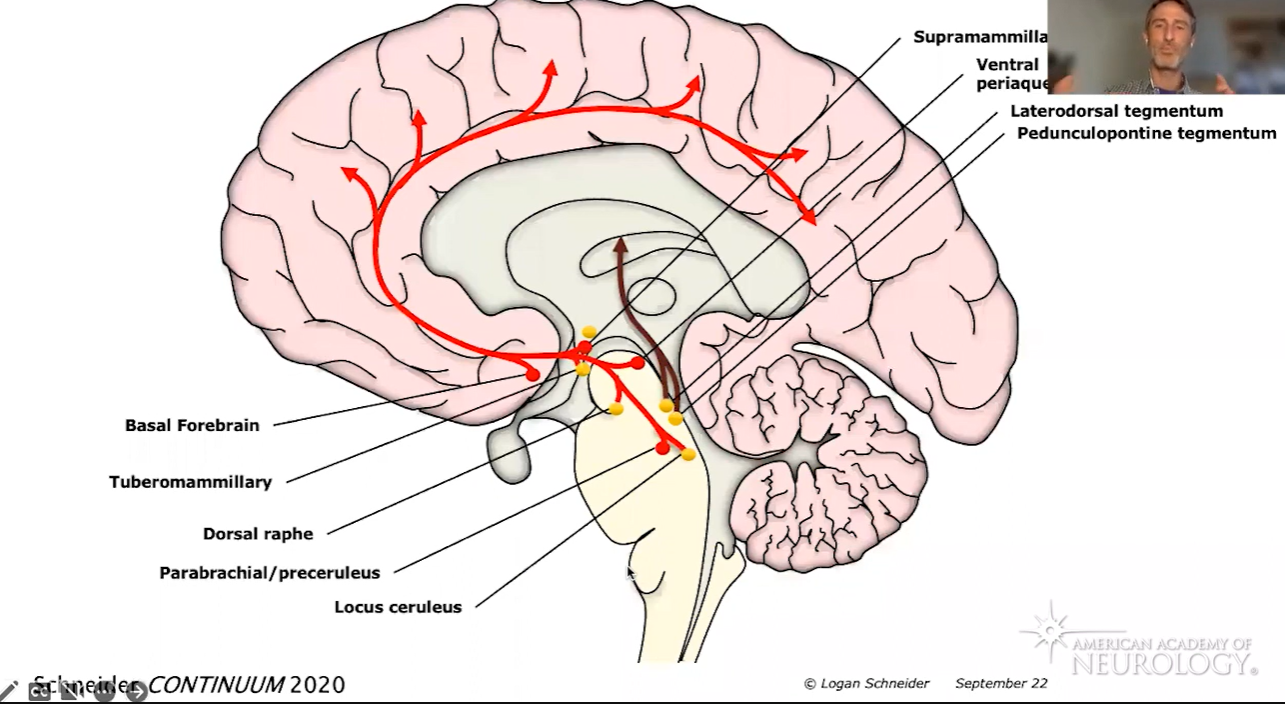 Supramammilla
Ventral
periaque
Laterodorsal tegmentum
Pedunculopontine tegmentum
Basal Forebrain
Tuberomammillary
Dorsal raphe
Parabrachial/preceruleus
Locus ceruleus
AMERICAN ACADEMY OF
NEUROLOGY®
Schneider CONTINUUM 2020
© Logan Schneider September 22